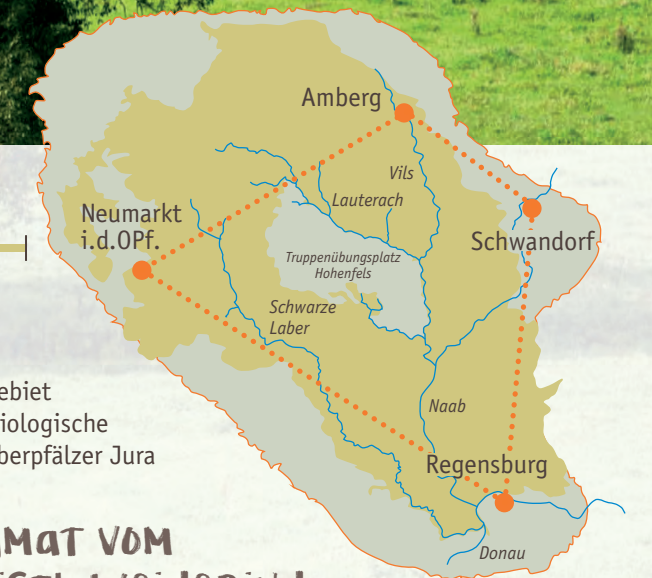 Amberg
Vils
Lauterach
Neumarkt
i.d.OPf.
Schwandorf
Truppenübungsplatz
Hohenfels
Schwarze
Laber
Naab
Regensburg
Donau
ebiet
iologische
berpfälzer Jura
MaT VOM